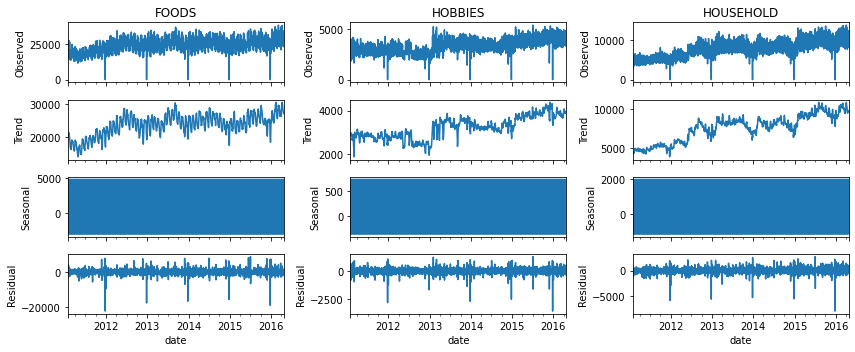 FOODS
HOBBIES
HOUSEHOLD
Observed
25000
0
Observed
5000
0
Observed
10000
0
Trend
30000
20000
Trend
4000
2000
Trend
10000
5000
Seasonal
5000
0
Seasonal
500
0
Seasonal
2000
0
Residual
0
−20000
Residual
0
−2500
Residual
0
−5000
2012 2013 2014 2015 2016
2012 2013 2014 2015 2016
2012 2013 2014 2015 2016
date
date
date